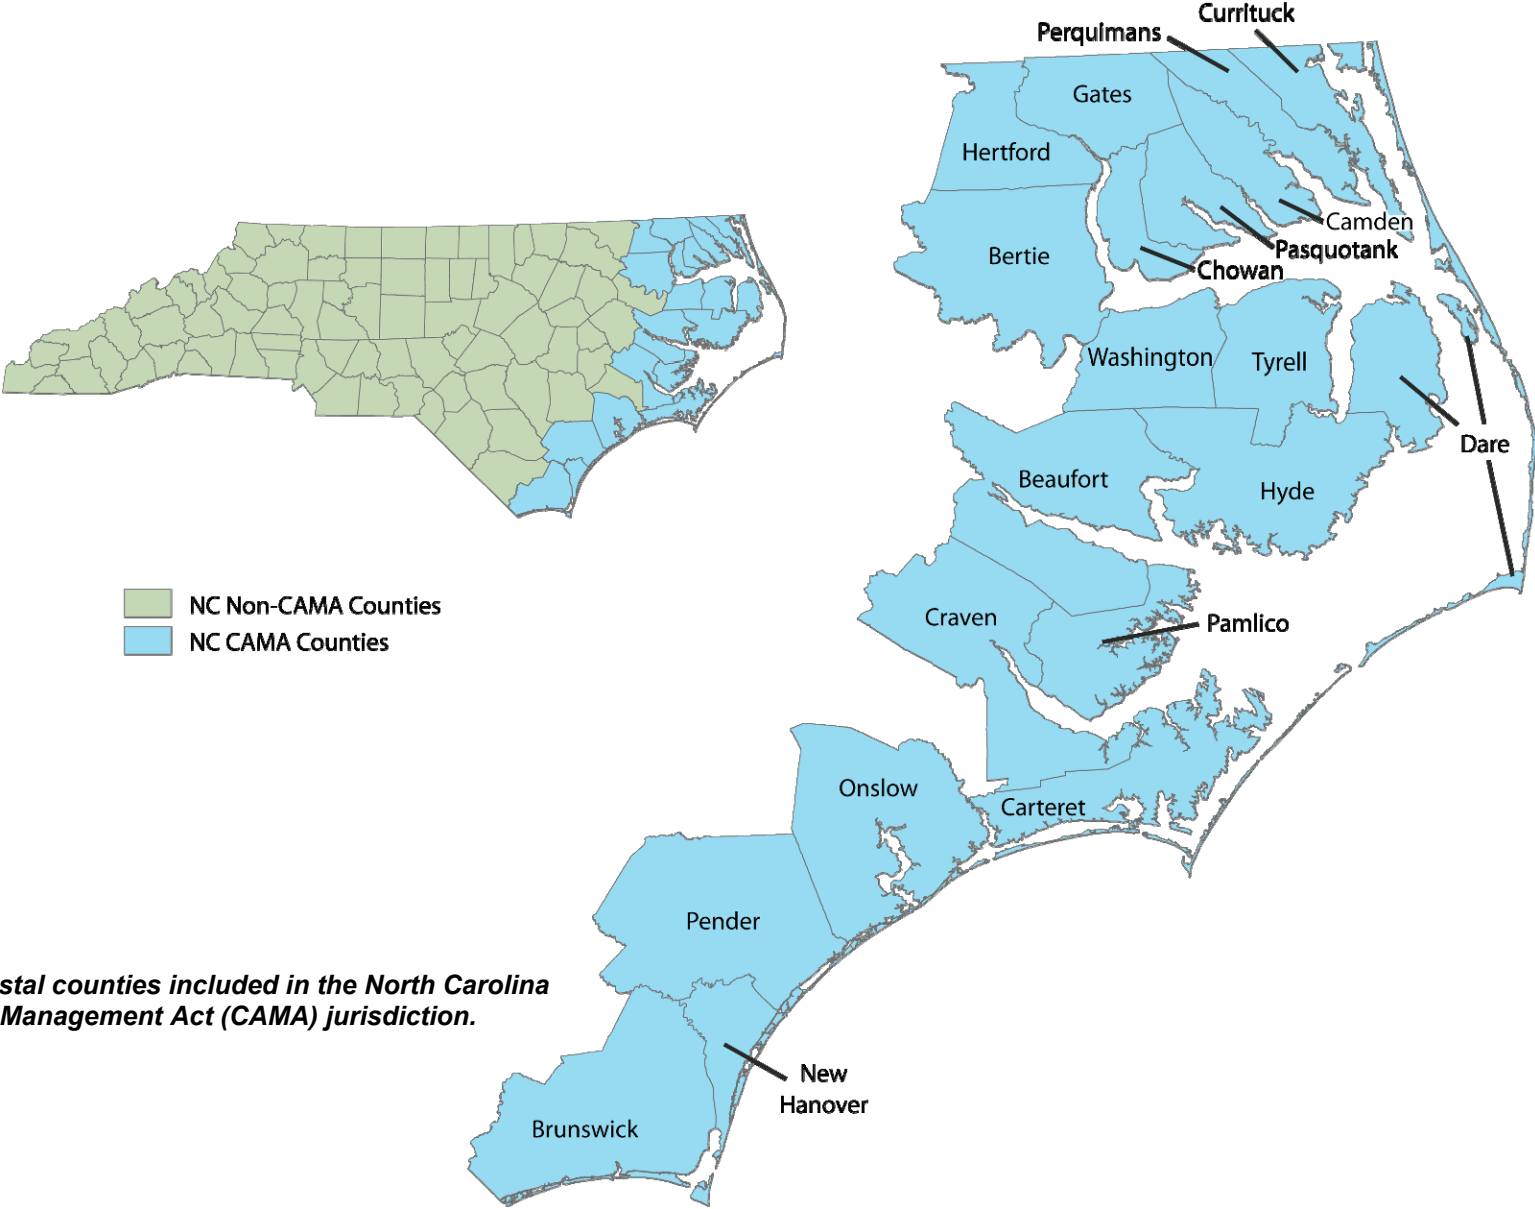 Currituck
Perquimans
Gates
Hertford
Camden
Pasquotank
Bertie
Chowan
Washington
Tyrell
Dare
Beaufort
Hyde
NC Non-CAMA Counties
NC CAMA Counties
Craven
Pamlico
Onslow
Carteret
Pender
stal counties included in the North Carolina
Management Act (CAMA) jurisdiction.
New
Hanover
Brunswick